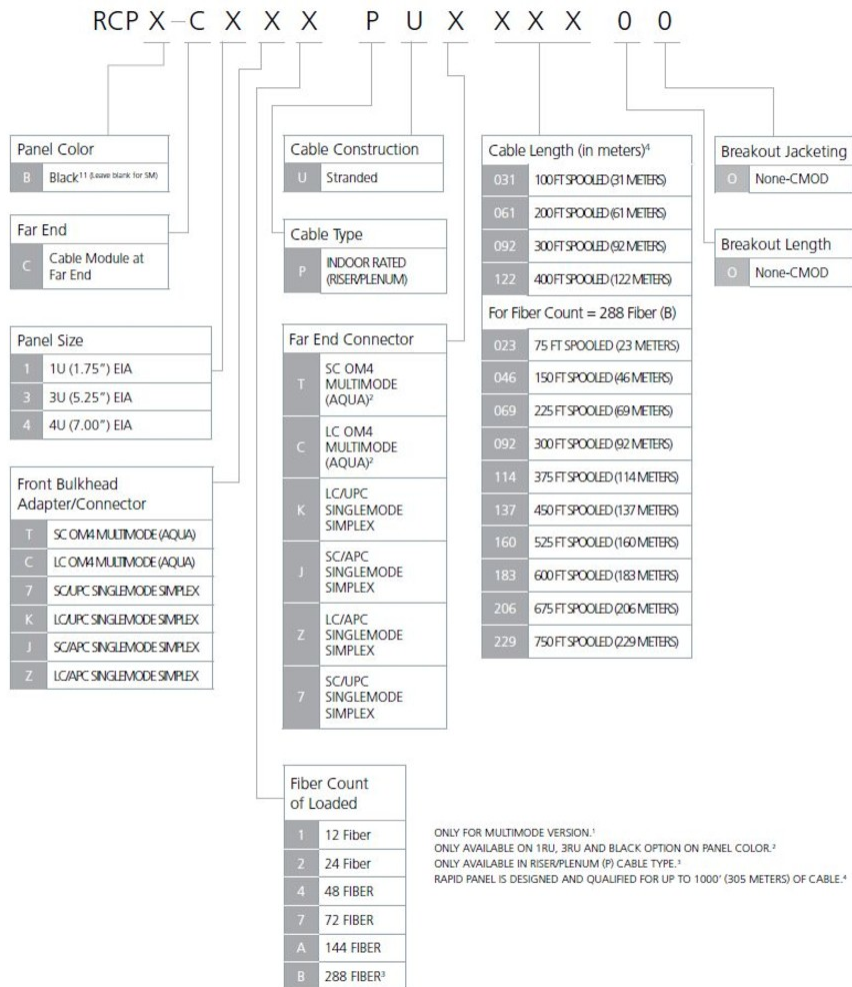 RCP X - C X X X P U X X X X 0 0
Panel Color
B Black¹¹ (Leave blank for SM)
Far End
C Cable Module at
Far End
Panel Size
1 1U (1.75”) EIA
3 3U (5.25”) EIA
4 4U (7.00”) EIA
Front Bulkhead
Adapter/Connector
T SC OM4 MULTIMODE (AQUA)
C LC OM4 MULTIMODE (AQUA)
7 SC/UPC SINGLEMODE SIMPLEX
K LC/UPC SINGLEMODE SIMPLEX
J SC/APC SINGLEMODE SIMPLEX
Z LC/APC SINGLEMODE SIMPLEX
Cable Construction
U Stranded
Cable Type
P INDOOR RATED
(RISER/PLENUM)
Far End Connector
T SC OM4
MULTIMODE
(AQUA)²
C LC OM4
MULTIMODE
(AQUA)²
K LC/UPC
SINGLEMODE
SIMPLEX
J SC/APC
SINGLEMODE
SIMPLEX
Z LC/APC
SINGLEMODE
SIMPLEX
7 SC/UPC
SINGLEMODE
SIMPLEX
Fiber Count
of Loaded
1 12 Fiber
2 24 Fiber
4 48 FIBER
7 72 FIBER
A 144 FIBER
B 288 FIBER³
Cable Length (in meters)⁴
031 100 FT SPOOLED (31 METERS)
061 200 FT SPOOLED (61 METERS)
092 300 FT SPOOLED (92 METERS)
122 400 FT SPOOLED (122 METERS)
For Fiber Count = 288 Fiber (B)
023 75 FT SPOOLED (23 METERS)
046 150 FT SPOOLED (46 METERS)
069 225 FT SPOOLED (69 METERS)
092 300 FT SPOOLED (92 METERS)
114 375 FT SPOOLED (114 METERS)
137 450 FT SPOOLED (137 METERS)
160 525 FT SPOOLED (160 METERS)
183 600 FT SPOOLED (183 METERS)
206 675 FT SPOOLED (206 METERS)
229 750 FT SPOOLED (229 METERS)
Breakout Jacketing
O None-CMOD
Breakout Length
O None-CMOD
ONLY FOR MULTIMODE VERSION.¹
ONLY AVAILABLE ON 1RU, 3RU AND BLACK OPTION ON PANEL COLOR.²
ONLY AVAILABLE IN RISER/PLENUM (P) CABLE TYPE.³
RAPID PANEL IS DESIGNED AND QUALIFIED FOR UP TO 1000’ (305 METERS) OF CABLE.⁴